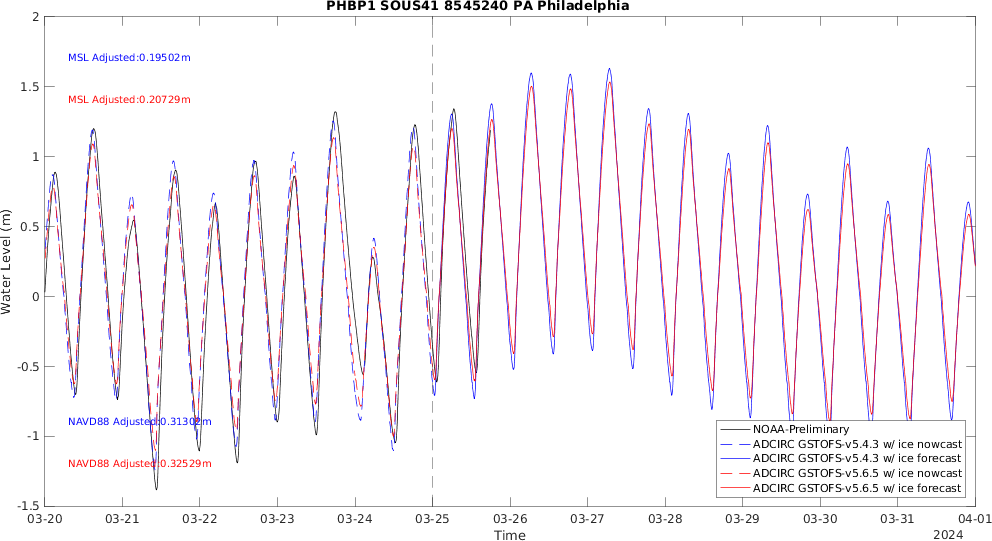 PHBP1 SOUS41 8545240 PA Philadelphia
2
1.5
1
0.5
0
-0.5
-1
-1.5
Water Level (m)
MSL Adjusted:0.19502m
MSL Adjusted:0.20729m
NAVD88 Adjusted:0.31302m
NAVD88 Adjusted:0.32529m
NOAA-Preliminary
ADCIRC GSTOFS-v5.4.3 w/ ice nowcast
ADCIRC GSTOFS-v5.4.3 w/ ice forecast
ADCIRC GSTOFS-v5.6.5 w/ ice nowcast
ADCIRC GSTOFS-v5.6.5 w/ ice forecast
03-20 03-21 03-22 03-23 03-24 03-25 03-26 03-27 03-28 03-29 03-30 03-31 04-01
Time
2024